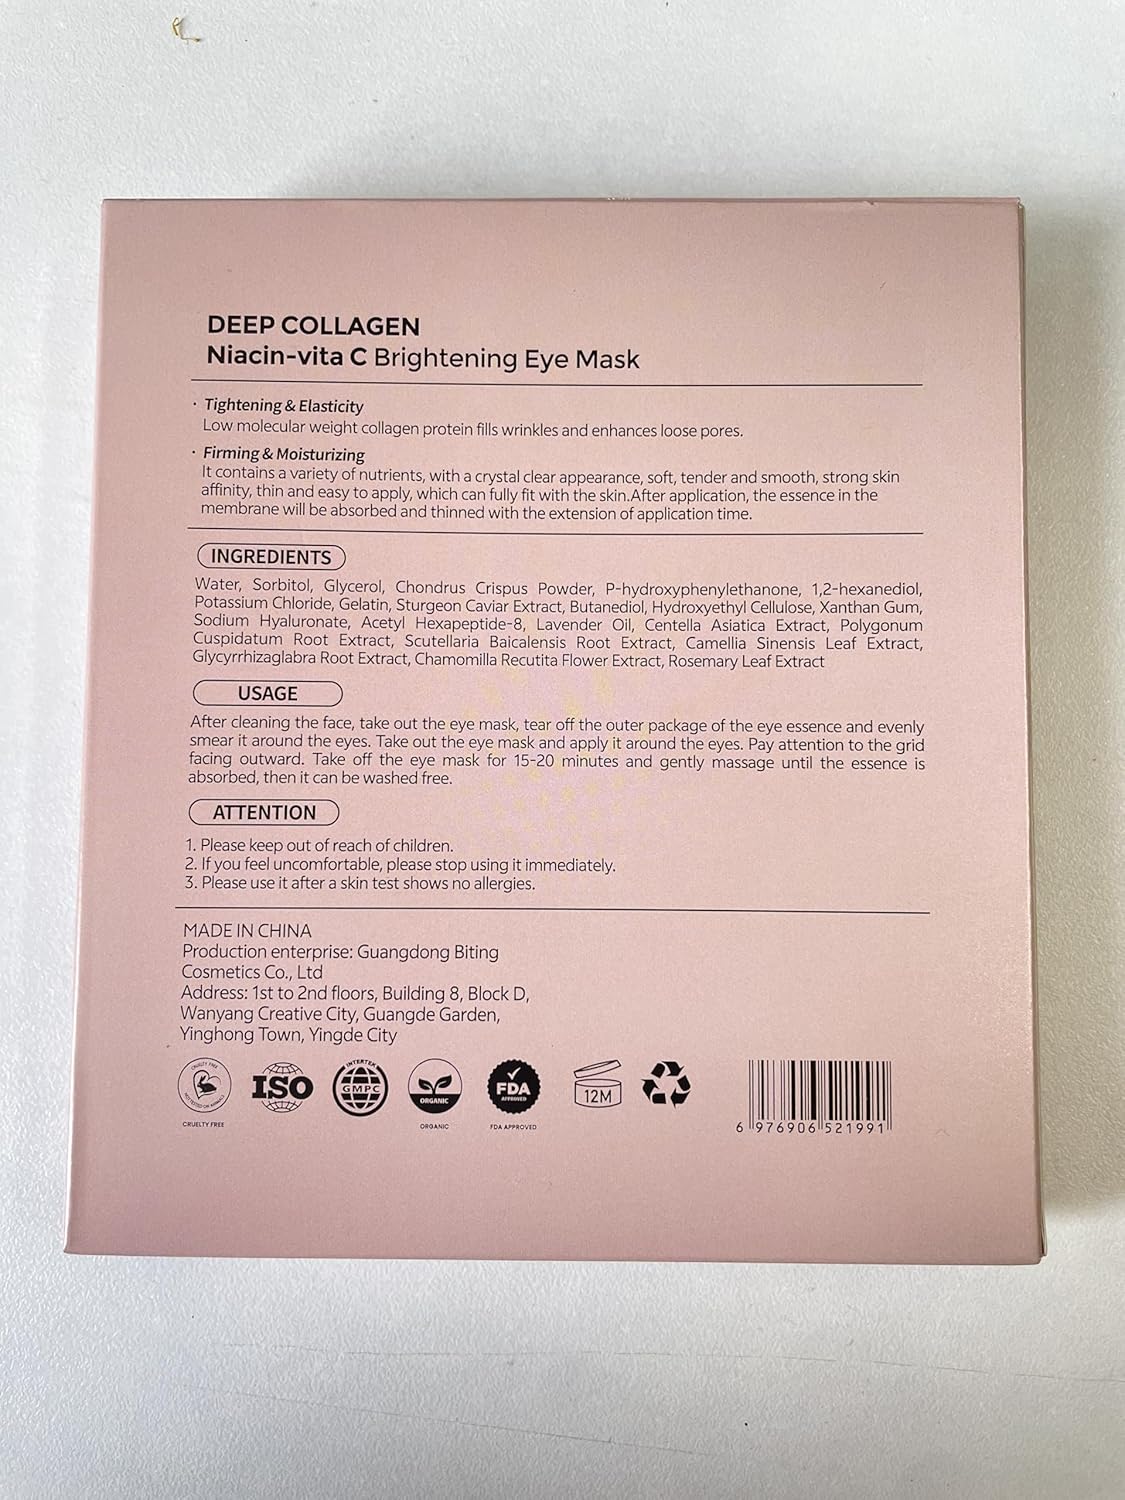 DEEP COLLAGEN
Niacin-vita C Brightening Eye Mask
· Tightening & Elasticity
Low molecular weight collagen protein fills wrinkles and enhances loose pores.
· Firming & Moisturizing
It contains a variety of nutrients, with a crystal clear appearance, soft, tender and smooth, strong skin
affinity, thin and easy to apply, which can fully fit with the skin.After application, the essence in the
membrane will be absorbed and thinned with the extension of application time.
INGREDIENTS
Water, Sorbitol, Glycerol, Chondrus Crispus Powder, P-hydroxyphenylethanone, 1,2-hexanediol,
Potassium Chloride, Gelatin, Sturgeon Caviar Extract, Butanediol, Hydroxyethyl Cellulose, Xanthan Gum,
Sodium Hyaluronate, Acetyl Hexapeptide-8, Lavender Oil, Centella Asiatica Extract, Polygonum
Cuspidatum Root Extract, Scutellaria Baicalensis Root Extract, Camellia Sinensis Leaf Extract,
Glycyrrhizaglabra Root Extract, Chamomilla Recutita Flower Extract, Rosemary Leaf Extract
USAGE
After cleaning the face, take out the eye mask, tear off the outer package of the eye essence and evenly
smear it around the eyes. Take out the eye mask and apply it around the eyes. Pay attention to the grid
facing outward. Take off the eye mask for 15-20 minutes and gently massage until the essence is
absorbed, then it can be washed free.
ATTENTION
1. Please keep out of reach of children.
2. If you feel uncomfortable, please stop using it immediately.
3. Please use it after a skin test shows no allergies.
MADE IN CHINA
Production enterprise: Guangdong Biting
Cosmetics Co., Ltd
Address: 1st to 2nd floors, Building 8, Block D,
Wanyang Creative City, Guangde Garden,
Yinghong Town, Yingde City
CRUELTY FREE
NOT TESTED ON ANIMALS
CRUELTY FREE
ISO
INTERTEK
GMPC
ORGANIC
ORGANIC
FDA
APPROVED
FDA APPROVED
12M
6 976906 521991